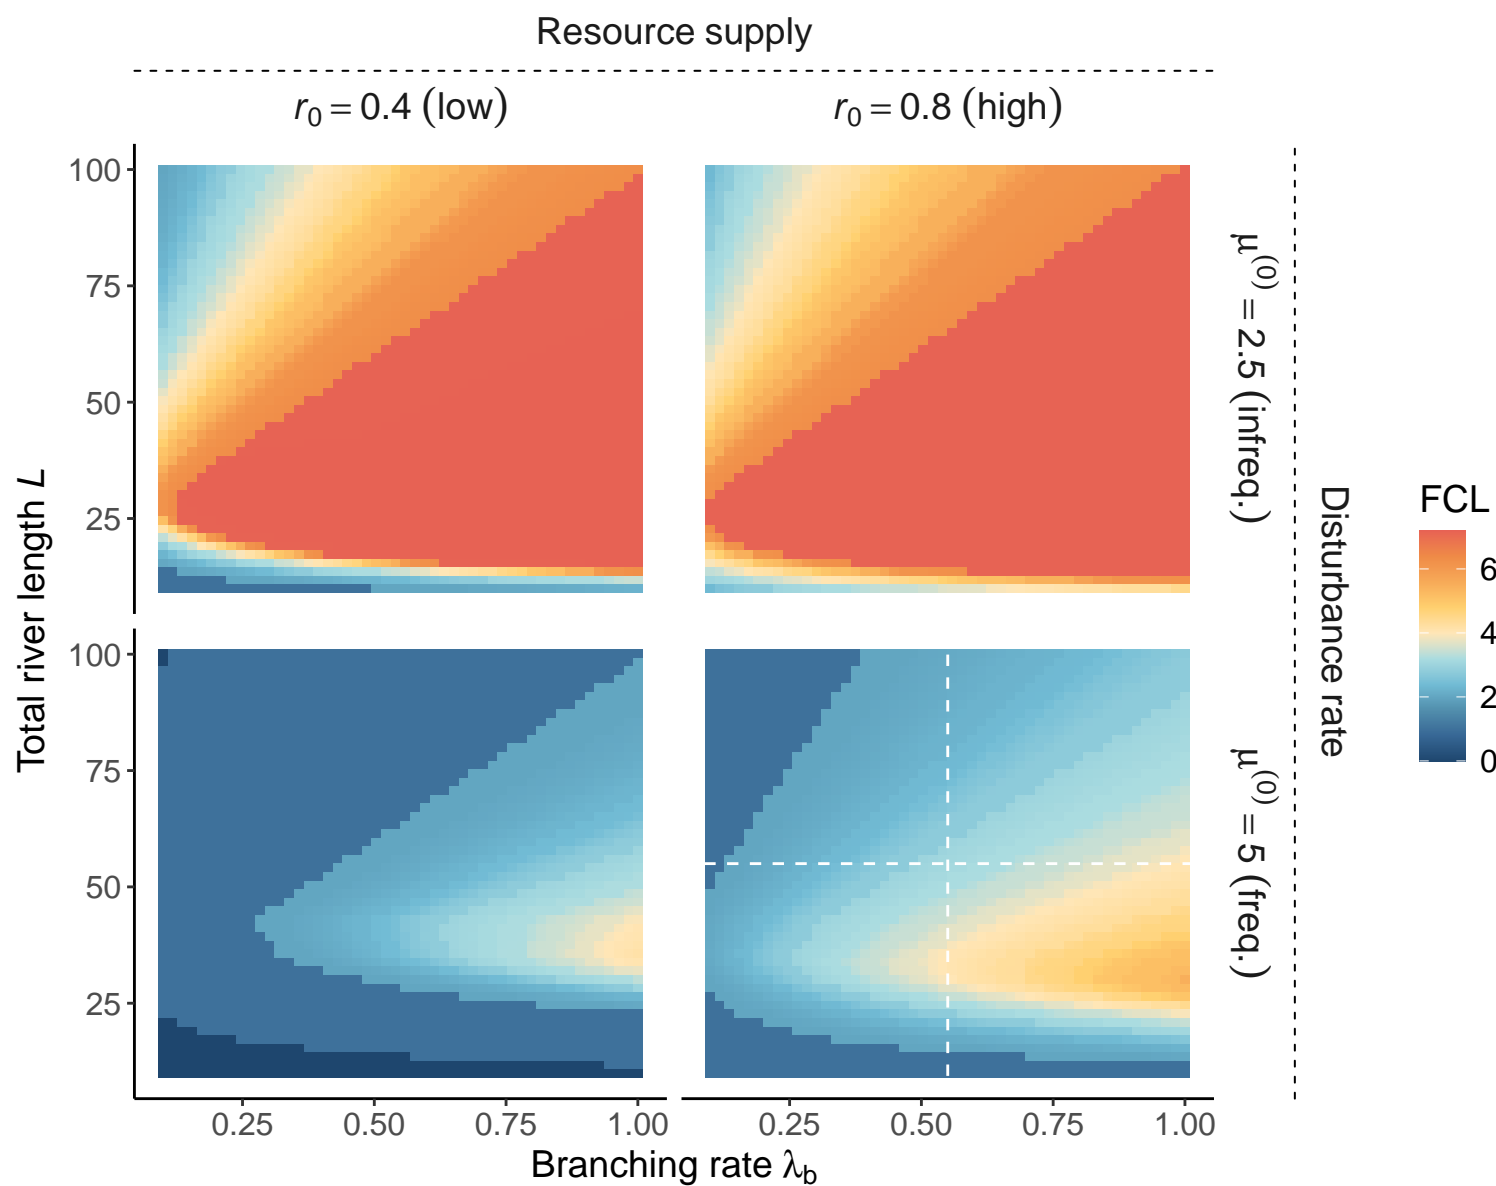 Resource supply
r₀ = 0.4 (low)
r₀ = 0.8 (high)
100
75
50
25
μ⁽⁰⁾ = 2.5 (infreq.)
Total river length L
Disturbance rate
FCL
6
4
2
0
100
75
50
25
μ⁽⁰⁾ = 5 (freq.)
0.25 0.50 0.75 1.00
0.25 0.50 0.75 1.00
Branching rate λ_b